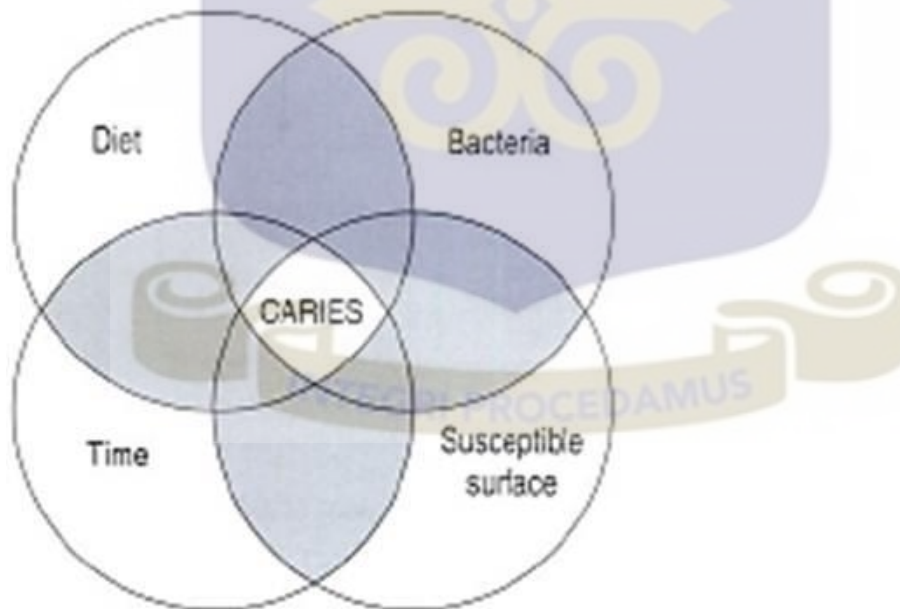 Diet
Bacteria
CARIES
INTEGRI PROCEDAMUS
Time
Susceptible
surface